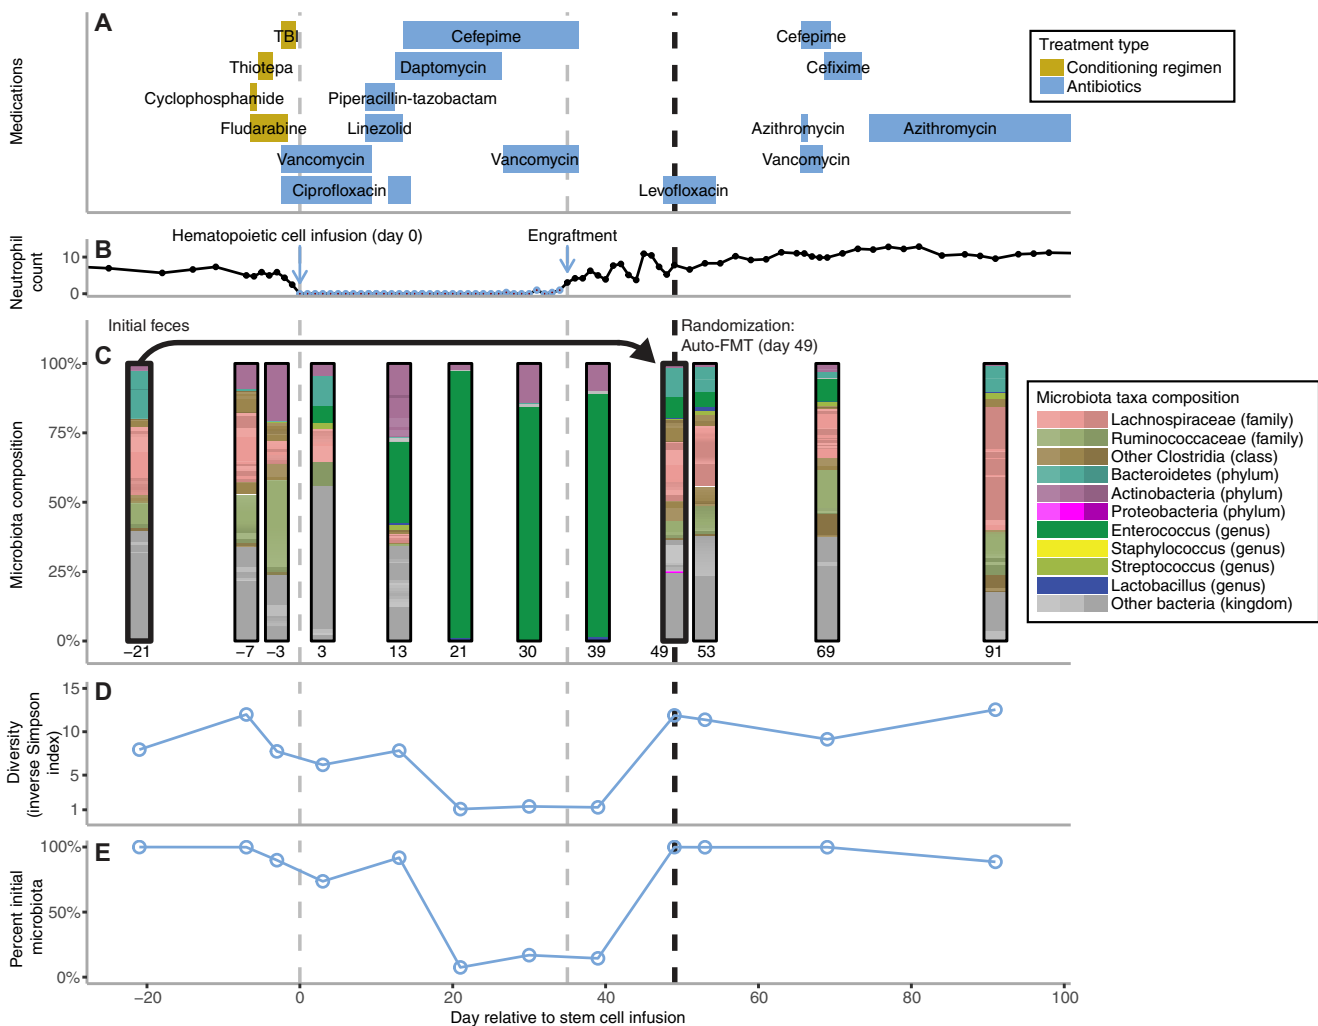 A
Medications
TBI
Cefepime
Cefepime
Thiotepa
Daptomycin
Cefixime
Cyclophosphamide
Piperacillin-tazobactam
Fludarabine
Linezolid
Azithromycin
Azithromycin
Vancomycin
Vancomycin
Vancomycin
Ciprofloxacin
Levofloxacin
Treatment type
Conditioning regimen
Antibiotics
B
Neutrophil
count
10
0
Hematopoietic cell infusion (day 0)
Engraftment
C
Initial feces
Randomization:
Auto-FMT (day 49)
Microbiota composition
100%
75%
50%
25%
0%
−21 −7 −3 3 13 21 30 39 49 53 69 91
Microbiota taxa composition
Lachnospiraceae (family)
Ruminococcaceae (family)
Other Clostridia (class)
Bacteroidetes (phylum)
Actinobacteria (phylum)
Proteobacteria (phylum)
Enterococcus (genus)
Staphylococcus (genus)
Streptococcus (genus)
Lactobacillus (genus)
Other bacteria (kingdom)
D
Diversity
(inverse Simpson
index)
15
10
5
1
E
Percent initial
microbiota
100%
50%
0%
−20 0 20 40 60 80 100
Day relative to stem cell infusion